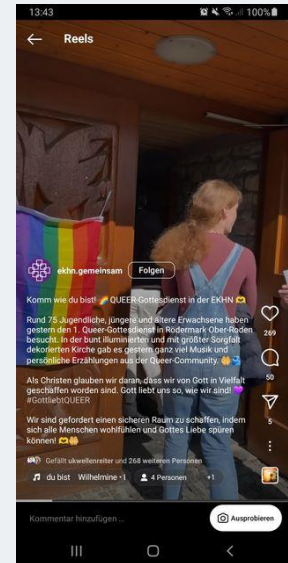 13:43
100%
Reels
ekhn.gemeinsam
Folgen
Komm wie du bist! QUEER-Gottesdienst in der EKHN
Rund 75 Jugendliche, jüngere und ältere Erwachsene haben
gestern den 1. Queer-Gottesdienst in Rödermark Ober-Roden
besucht. In der bunt illuminierten und mit größter Sorgfalt
dekorierten Kirche gab es gestern ganz viel Musik und
persönliche Erzählungen aus der Queer-Community.
Als Christen glauben wir daran, dass wir von Gott in Vielfalt
geschaffen worden sind. Gott liebt uns so, wie wir sind!
#GottliebtQUEER
Wir sind gefordert einen sicheren Raum zu schaffen, indem
sich alle Menschen wohlfühlen und Gottes Liebe spüren
können!
269
50
5
Gefällt ukwellenreiter und 268 weiteren Personen
du bist Wilhelmine •
4 Personen
+1
Kommentar hinzufügen ...
Ausprobieren